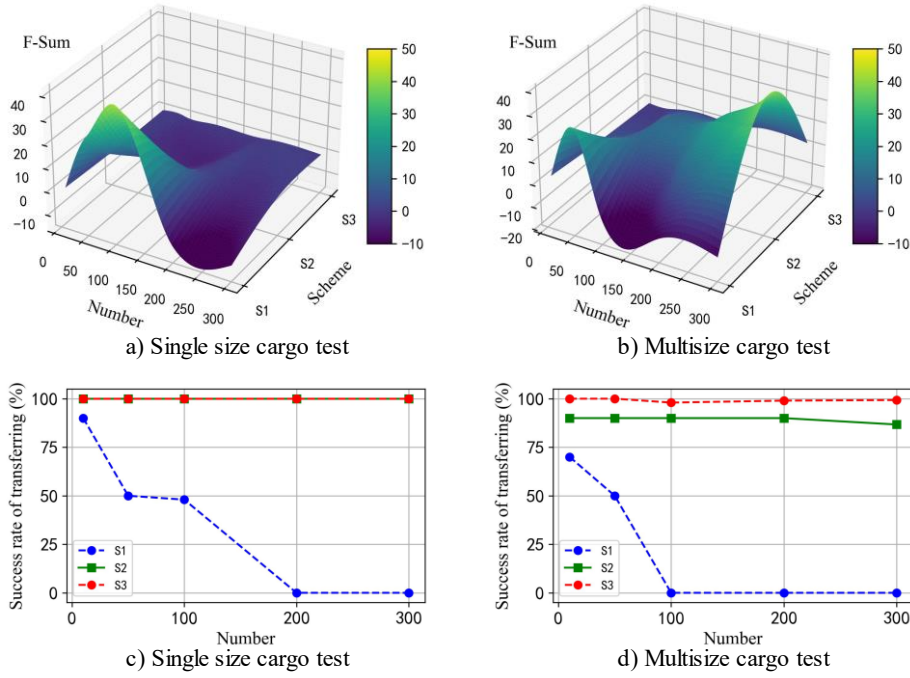 F-Sum
40
30
20
10
0
−10
0
50
100
150
200
250
300
Number
S1
S2
S3
Scheme
50
40
30
20
10
0
−10
a) Single size cargo test
F-Sum
40
30
20
10
0
−10
−20
0
50
100
150
200
250
300
Number
S1
S2
S3
Scheme
50
40
30
20
10
0
−10
b) Multisize cargo test
Success rate of transferring (%)
100
75
50
25
0
S1
S2
S3
0 100 200 300
Number
c) Single size cargo test
Success rate of transferring (%)
100
75
50
25
0
S1
S2
S3
0 100 200 300
Number
d) Multisize cargo test